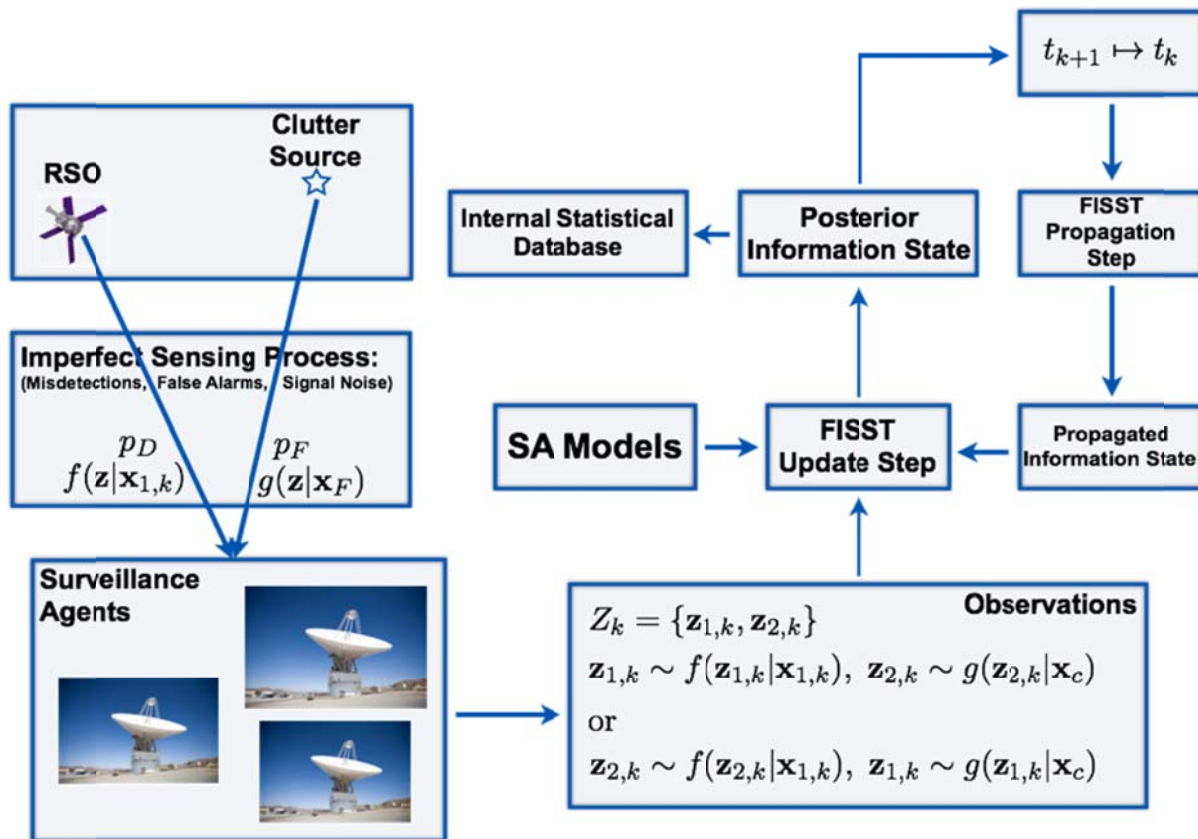 RSO
Clutter
Source
Imperfect Sensing Process:
(Misdetections, False Alarms, Signal Noise)
p_D
p_F
f(z|x_{1,k})
g(z|x_F)
Surveillance
Agents
Observations
Z_k = {z_{1,k}, z_{2,k}}
z_{1,k} ∼ f(z_{1,k}|x_{1,k}), z_{2,k} ∼ g(z_{2,k}|x_c)
or
z_{2,k} ∼ f(z_{2,k}|x_{1,k}), z_{1,k} ∼ g(z_{1,k}|x_c)
SA Models
FISST
Update Step
Propagated
Information State
Internal Statistical
Database
Posterior
Information State
FISST
Propagation
Step
t_{k+1} ↦ t_k